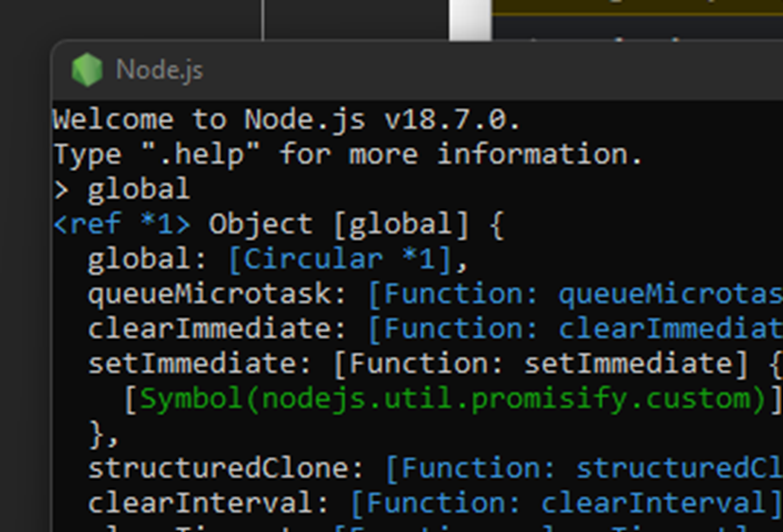 Node.js
Welcome to Node.js v18.7.0.
Type ".help" for more information.
> global
<ref *1> Object [global] {
global: [Circular *1],
queueMicrotask: [Function: queueMicrotas
clearImmediate: [Function: clearImmediat
setImmediate: [Function: setImmediate] {
[Symbol(nodejs.util.promisify.custom)]
},
structuredClone: [Function: structuredCl
clearInterval: [Function: clearInterval]